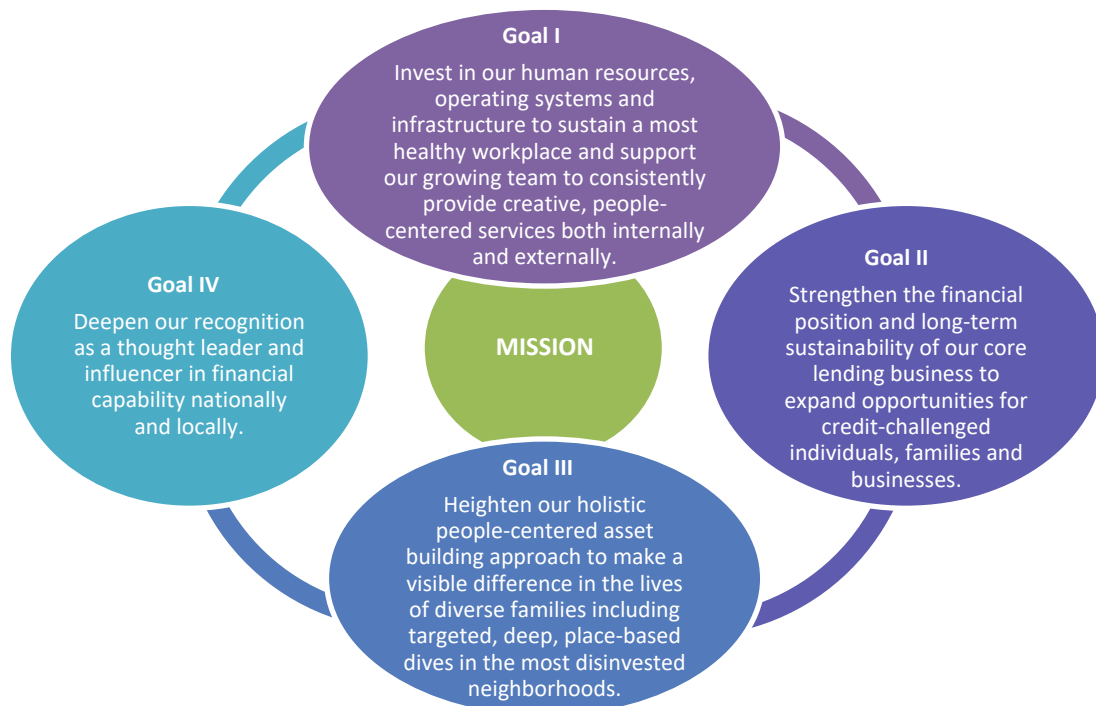 Goal I
Invest in our human resources,
operating systems and
infrastructure to sustain a most
healthy workplace and support
our growing team to consistently
provide creative, people-
centered services both internally
and externally.
Goal II
Strengthen the financial
position and long-term
sustainability of our core
lending business to
expand opportunities for
credit-challenged
individuals, families and
businesses.
Goal III
Heighten our holistic
people-centered asset
building approach to make a
visible difference in the lives
of diverse families including
targeted, deep, place-based
dives in the most disinvested
neighborhoods.
Goal IV
Deepen our recognition
as a thought leader and
influencer in financial
capability nationally
and locally.
MISSION